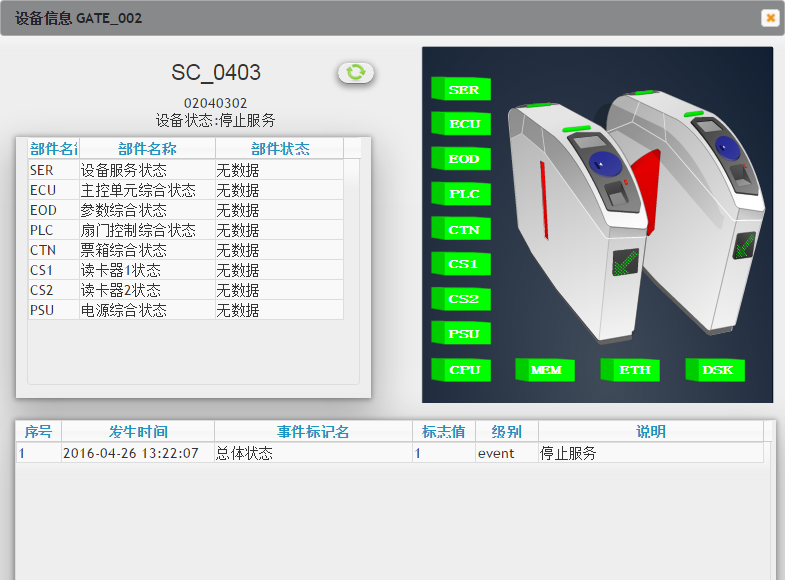 设备信息 GATE_002
SC_0403
02040302
设备状态:停止服务
部件名 部件名称 部件状态
SER 设备服务状态 无数据
ECU 主控单元综合状态 无数据
EOD 参数综合状态 无数据
PLC 扇门控制综合状态 无数据
CTN 票箱综合状态 无数据
CS1 读卡器1状态 无数据
CS2 读卡器2状态 无数据
PSU 电源综合状态 无数据
SER
ECU
EOD
PLC
CTN
CS1
CS2
PSU
CPU MEM ETH DSK
序号 发生时间 事件标记名 标志值 级别 说明
1 2016-04-26 13:22:07 总体状态 1 event 停止服务